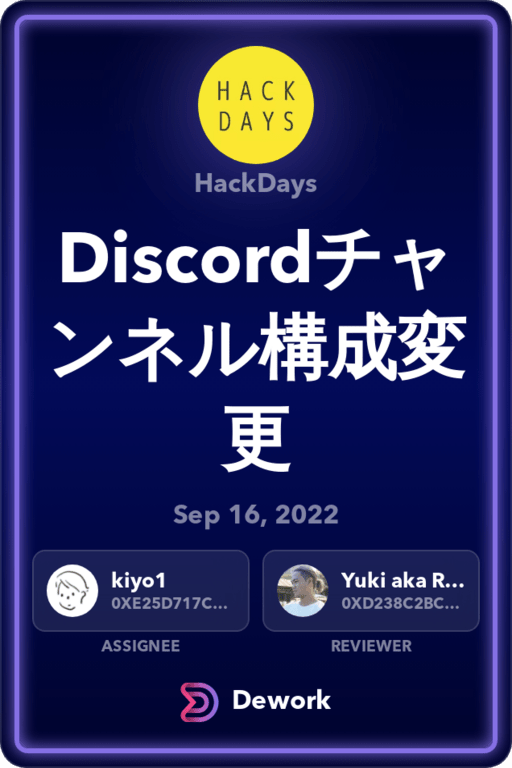 HACK
DAYS
HackDays
Discordチャ
ンネル構成変
更
Sep 16, 2022
kiyo1
0XE25D717C...
Yuki aka R...
0XD238C2BC...
ASSIGNEE
REVIEWER
Dework